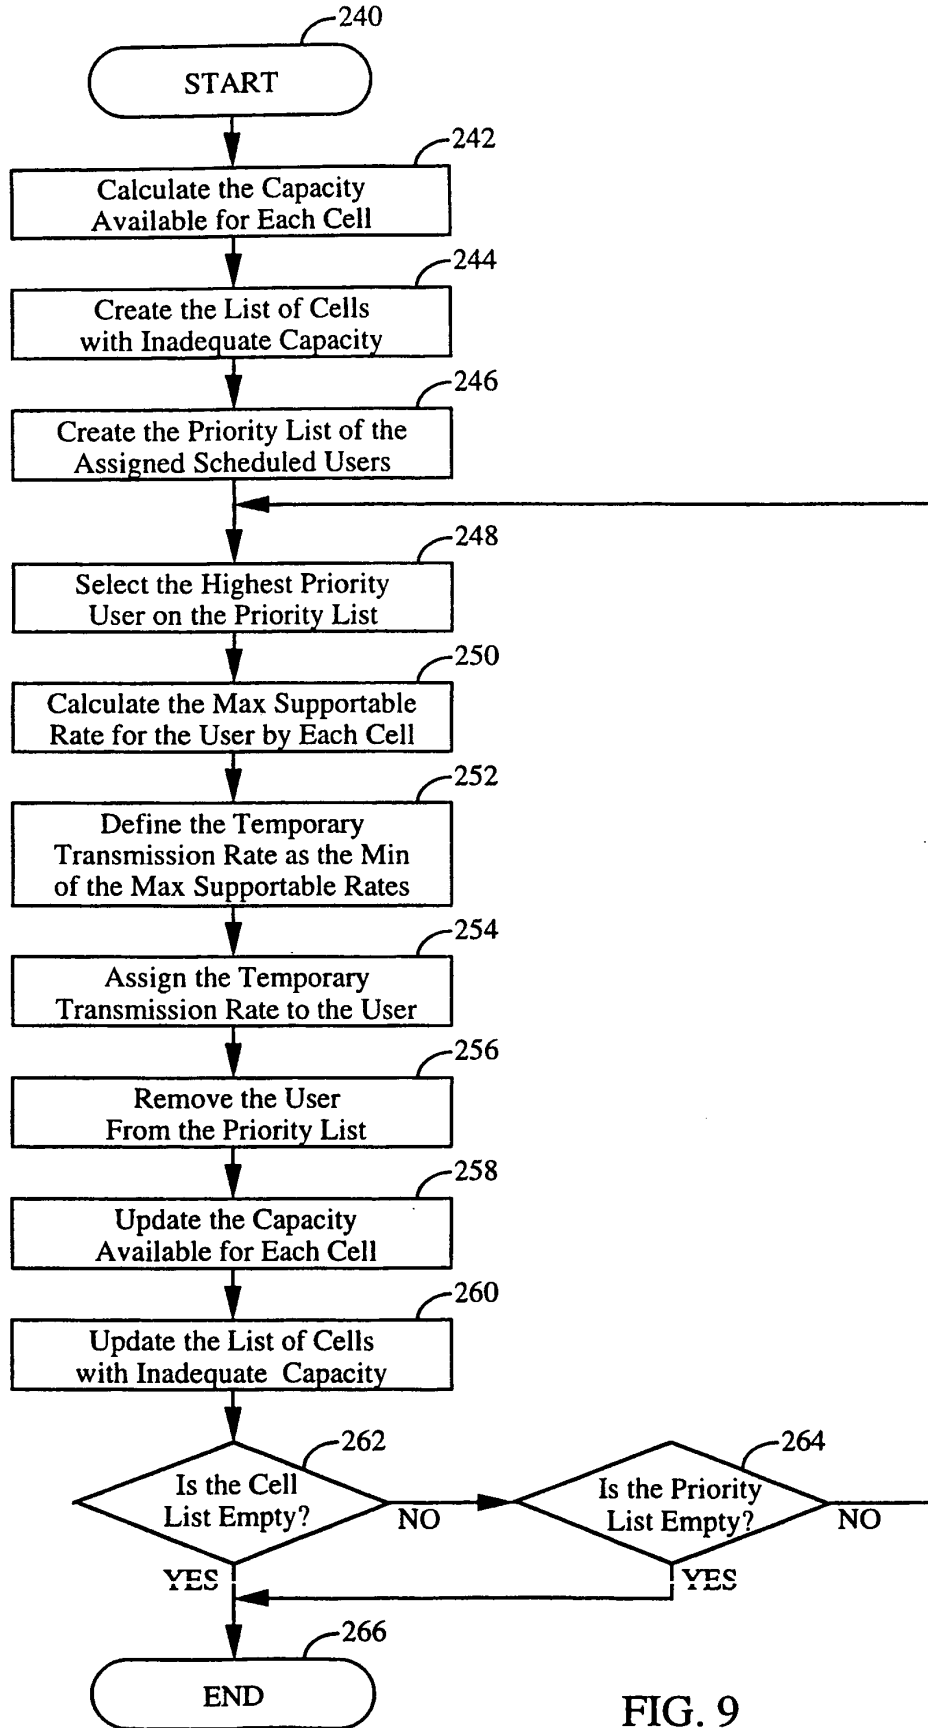 240
START
242
Calculate the Capacity
Available for Each Cell
244
Create the List of Cells
with Inadequate Capacity
246
Create the Priority List of the
Assigned Scheduled Users
248
Select the Highest Priority
User on the Priority List
250
Calculate the Max Supportable
Rate for the User by Each Cell
252
Define the Temporary
Transmission Rate as the Min
of the Max Supportable Rates
254
Assign the Temporary
Transmission Rate to the User
256
Remove the User
From the Priority List
258
Update the Capacity
Available for Each Cell
260
Update the List of Cells
with Inadequate Capacity
262
Is the Cell
List Empty?
NO
YES
264
Is the Priority
List Empty?
NO
YES
266
END
FIG. 9